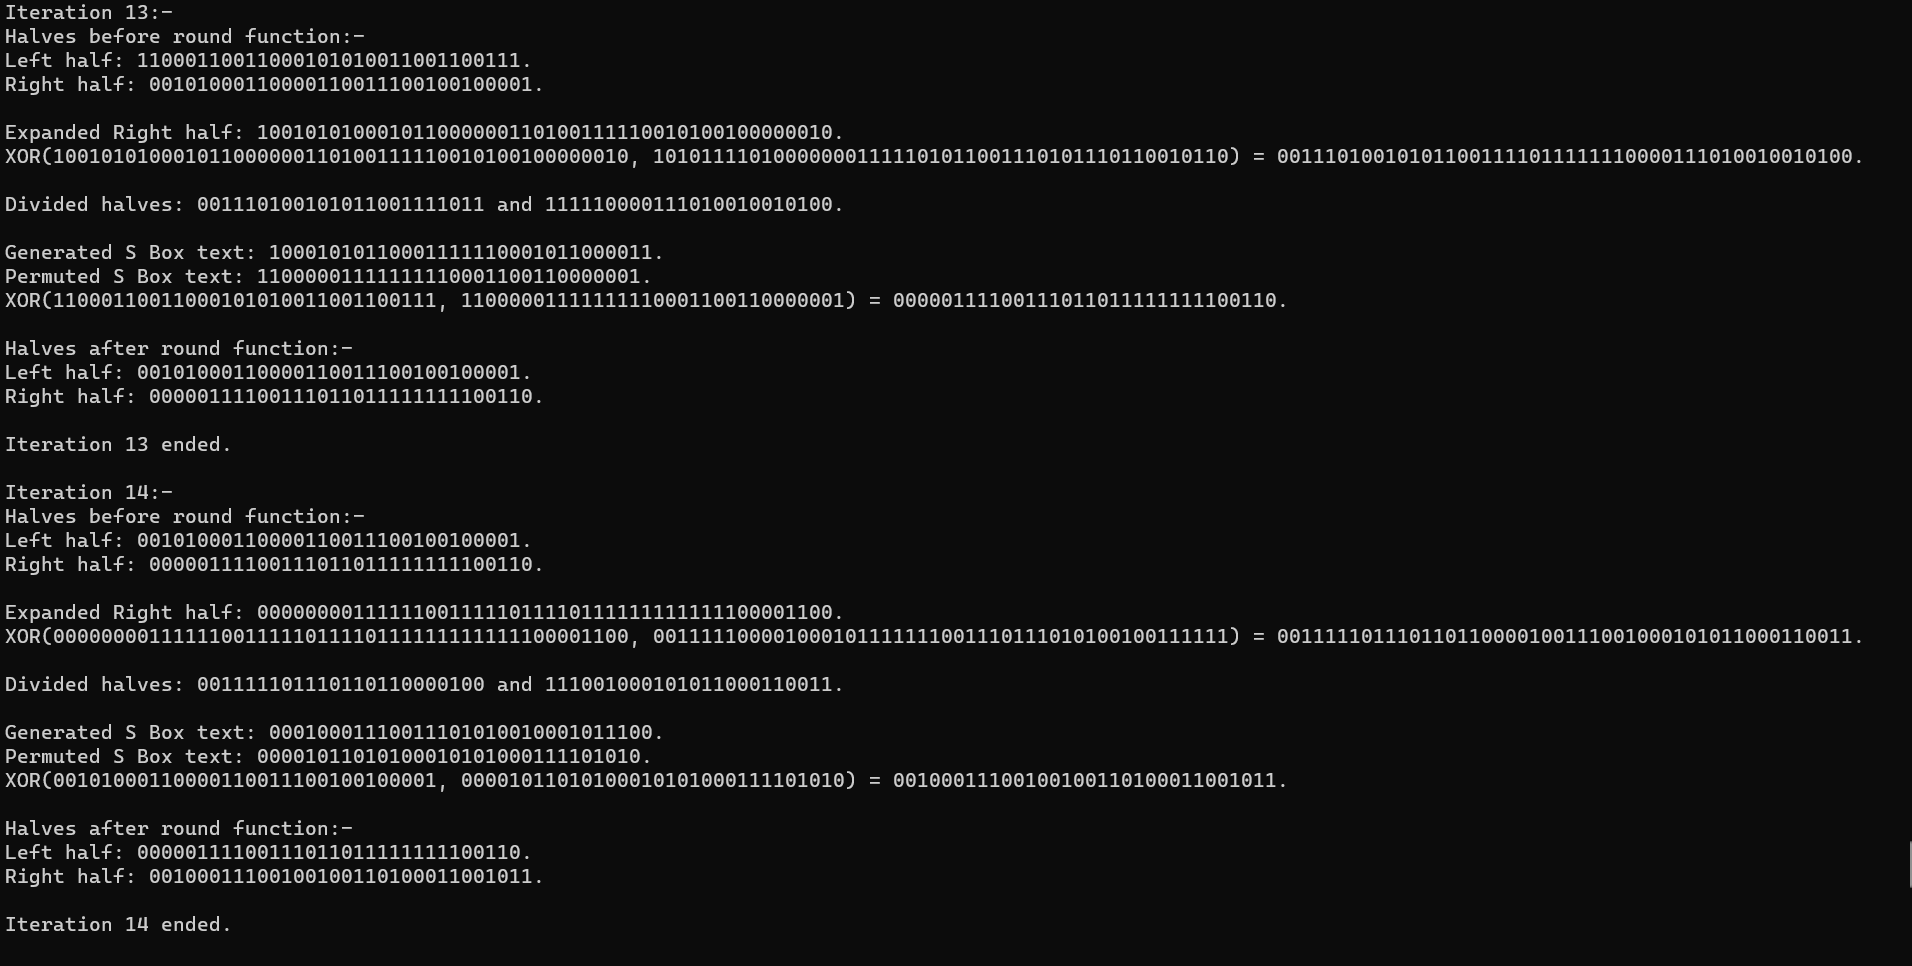 Iteration 13:-
Halves before round function:-
Left half: 11000110011000101010011001100111.
Right half: 00101000110000110011100100100001.
Expanded Right half: 100101010001011000000110100111110010100100000010.
XOR(100101010001011000000110100111110010100100000010, 101011110100000001111101011001110101110110010110) = 001110100101011001111011111110000111010010010100.
Divided halves: 001110100101011001111011 and 111110000111010010010100.
Generated S Box text: 10001010110001111110001011000011.
Permuted S Box text: 11000001111111110001100110000001.
XOR(11000110011000101010011001100111, 11000001111111110001100110000001) = 00000111100111011011111111100110.
Halves after round function:-
Left half: 00101000110000110011100100100001.
Right half: 00000111100111011011111111100110.
Iteration 13 ended.
Iteration 14:-
Halves before round function:-
Left half: 00101000110000110011100100100001.
Right half: 00000111100111011011111111100110.
Expanded Right half: 000000001111110011111011110111111111111100001100.
XOR(000000001111110011111011110111111111111100001100, 001111100001000101111111001110111010100100111111) = 001111101110110110000100111001000101011000110011.
Divided halves: 001111101110110110000100 and 111001000101011000110011.
Generated S Box text: 00010001110011101010010001011100.
Permuted S Box text: 00001011010100010101000111101010.
XOR(00101000110000110011100100100001, 00001011010100010101000111101010) = 00100011100100100110100011001011.
Halves after round function:-
Left half: 00000111100111011011111111100110.
Right half: 00100011100100100110100011001011.
Iteration 14 ended.